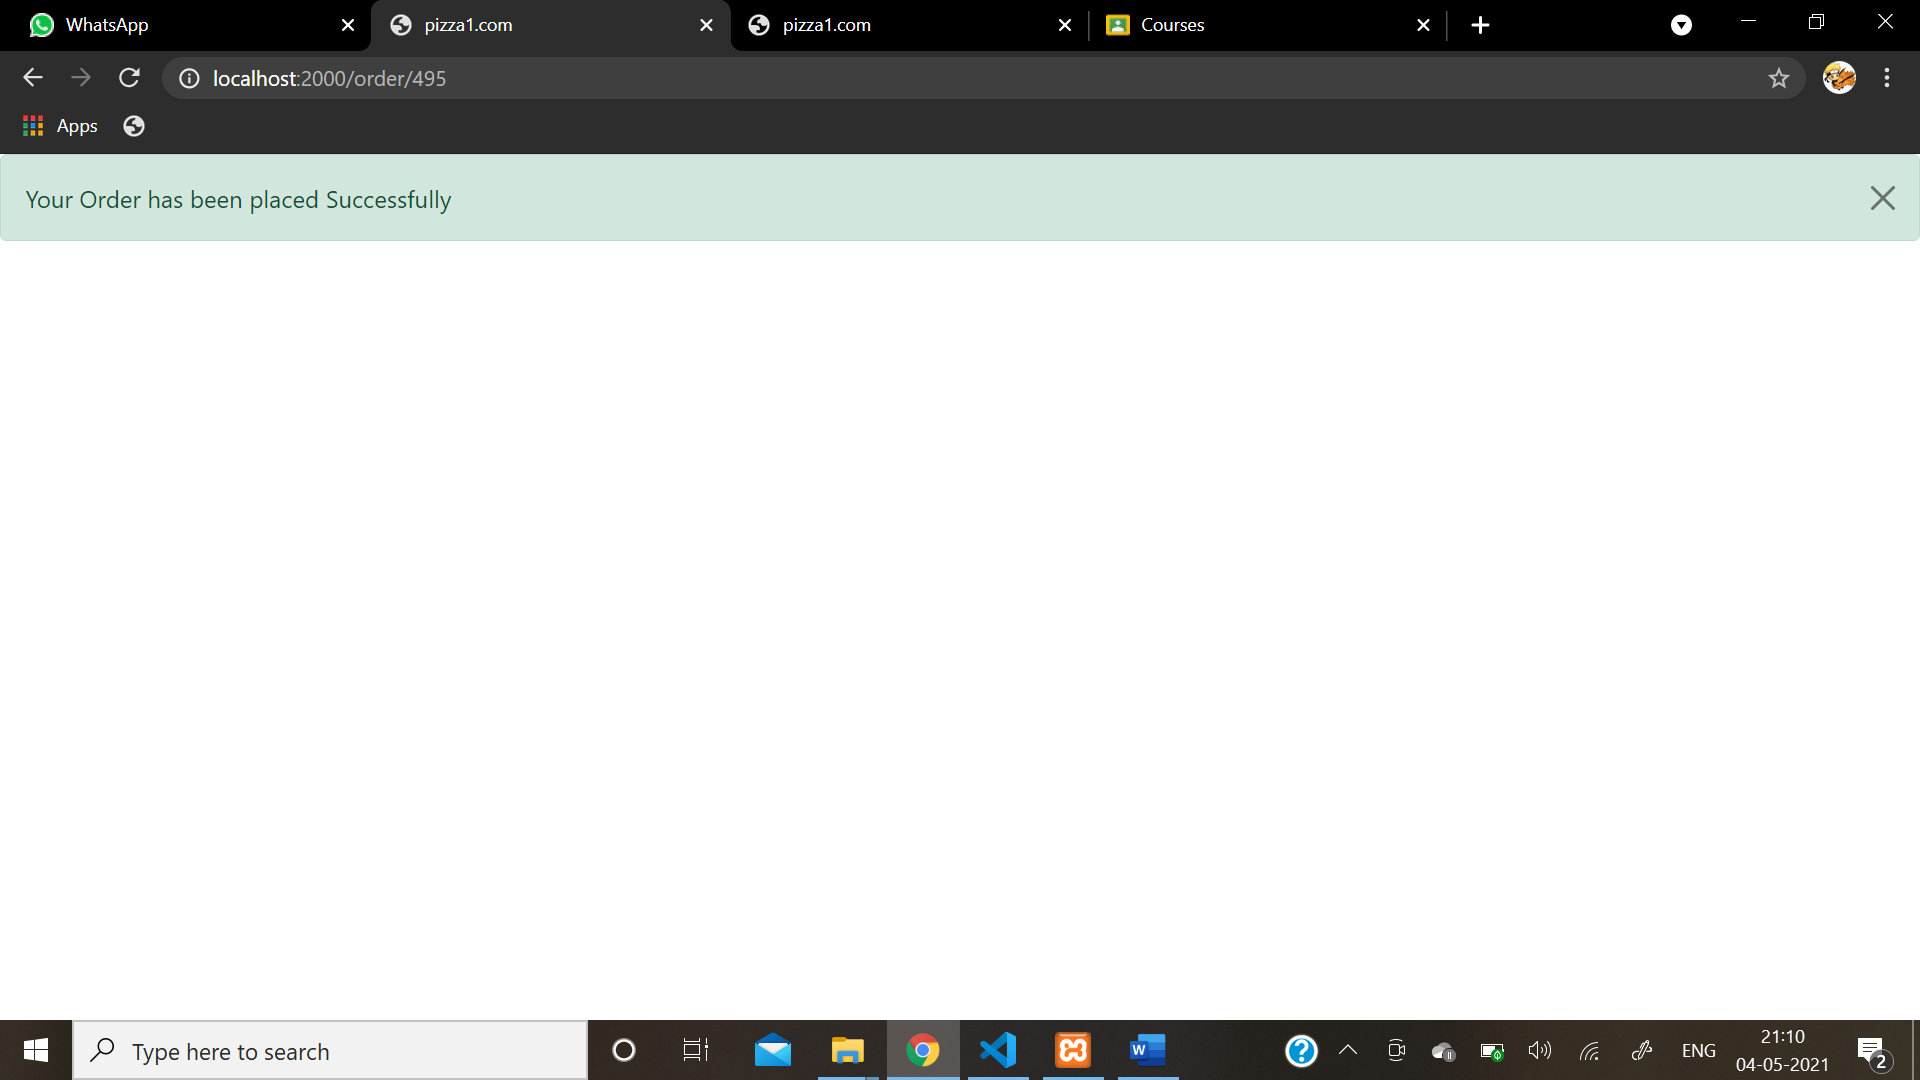 WhatsApp
pizza1.com
pizza1.com
Courses
localhost:2000/order/495
Apps
Your Order has been placed Successfully
Type here to search
W
ENG
21:10
04-05-2021
2